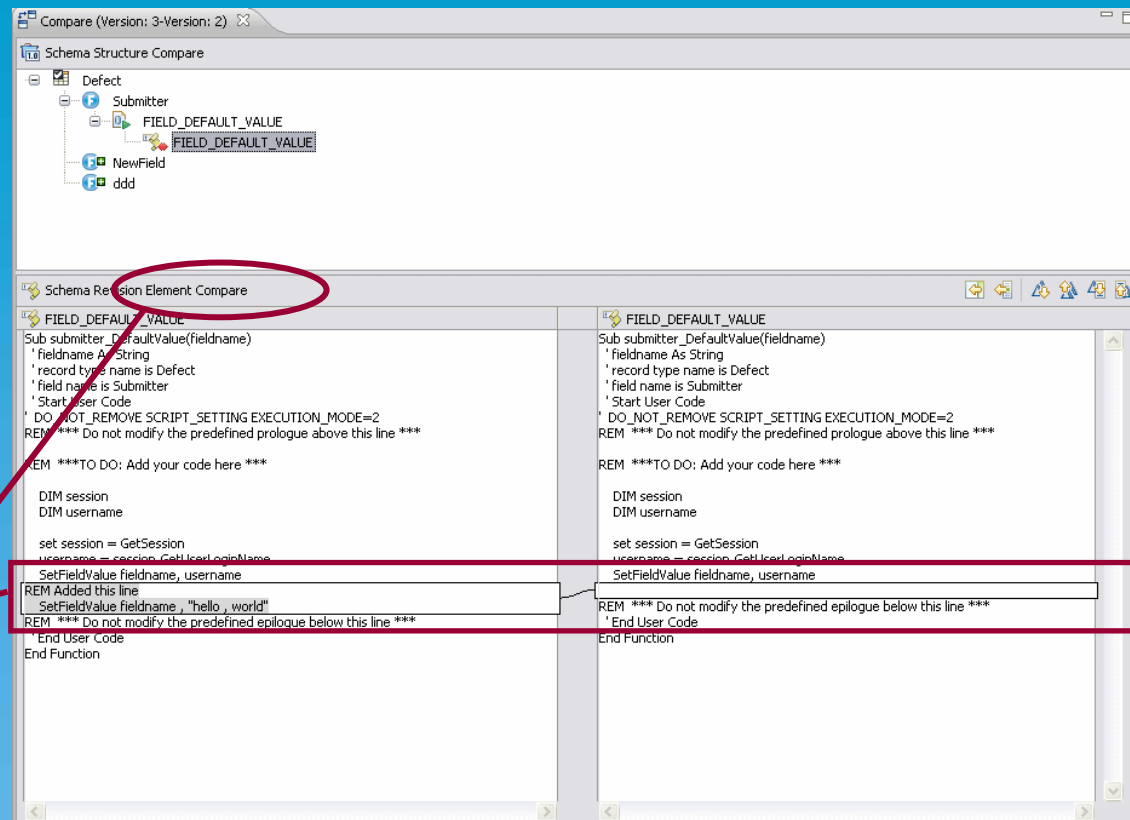 Compare (Version: 3-Version: 2)
Schema Structure Compare
Defect
Submitter
FIELD_DEFAULT_VALUE
FIELD_DEFAULT_VALUE
NewField
ddd
Schema Revision Element Compare
FIELD_DEFAULT_VALUE
Sub submitter_DefaultValue(fieldname)
' fieldname As String
' record type name is Defect
' field name is Submitter
' Start User Code
' DO_NOT_REMOVE SCRIPT_SETTING EXECUTION_MODE=2
REM *** Do not modify the predefined prologue above this line ***
REM ***TO DO: Add your code here ***
DIM session
DIM username
set session = GetSession
username = session.GetUserLoginName
SetFieldValue fieldname, username
REM Added this line
SetFieldValue fieldname , "hello , world"
REM *** Do not modify the predefined epilogue below this line ***
' End User Code
End Function
FIELD_DEFAULT_VALUE
Sub submitter_DefaultValue(fieldname)
' fieldname As String
' record type name is Defect
' field name is Submitter
' Start User Code
' DO_NOT_REMOVE SCRIPT_SETTING EXECUTION_MODE=2
REM *** Do not modify the predefined prologue above this line ***
REM ***TO DO: Add your code here ***
DIM session
DIM username
set session = GetSession
username = session.GetUserLoginName
SetFieldValue fieldname, username
REM *** Do not modify the predefined epilogue below this line ***
' End User Code
End Function